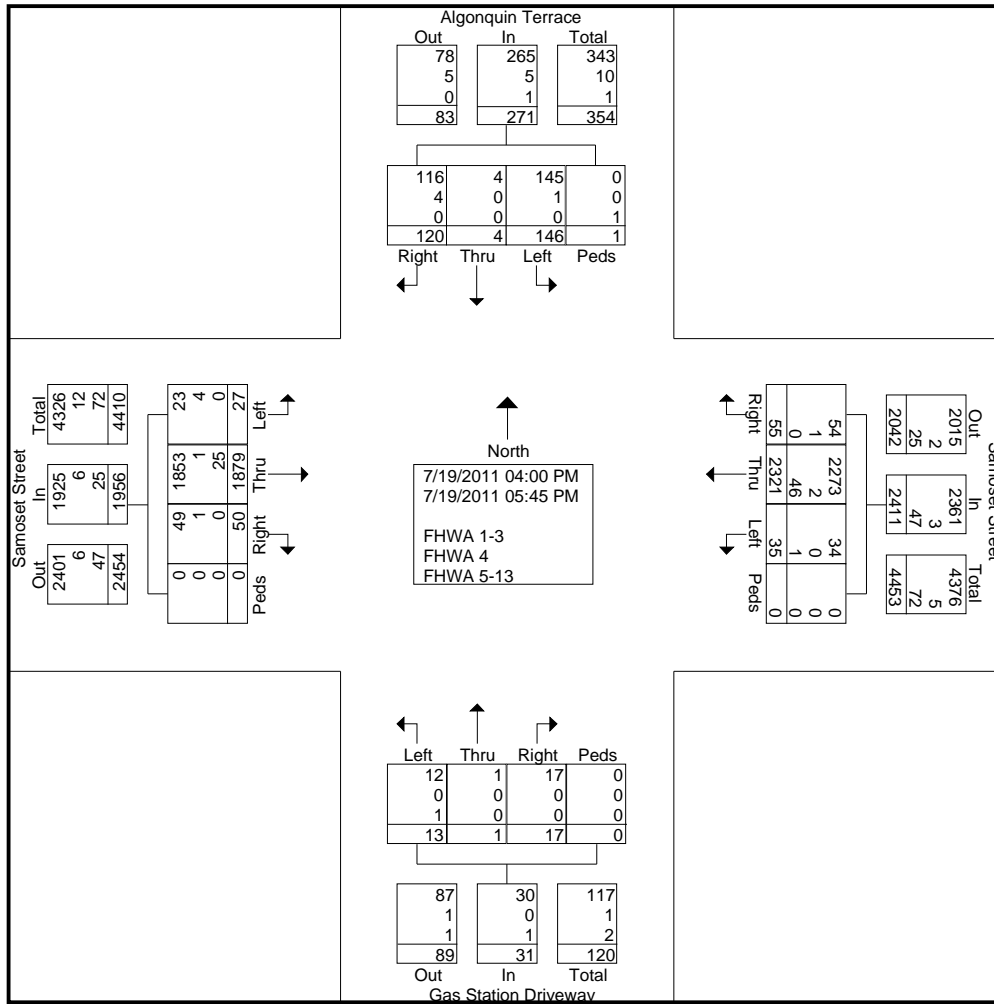 Algonquin Terrace
Out In Total
78 265 343
5 5 10
0 1 1
83 271 354
116 4 145 0
4 0 1 0
0 0 0 1
120 4 146 1
Right Thru Left Peds
Samoset Street
Total In Out
4326 1925 2401
12 6 6
72 25 47
4410 1956 2454
23 1853 49 0
4 1 1 0
0 25 0 0
27 1879 50 0
Left Thru Right Peds
North
7/19/2011 04:00 PM
7/19/2011 05:45 PM
FHWA 1-3
FHWA 4
FHWA 5-13
Right Thru Left Peds
54 2273 34 0
1 2 0 0
0 46 1 0
55 2321 35 0
Samoset Street
Out In Total
2015 2361 4376
2 3 5
25 47 72
2042 2411 4453
Left Thru Right Peds
12 1 17 0
0 0 0 0
1 0 0 0
13 1 17 0
87 30 117
1 0 1
1 1 2
89 31 120
Out In Total
Gas Station Driveway